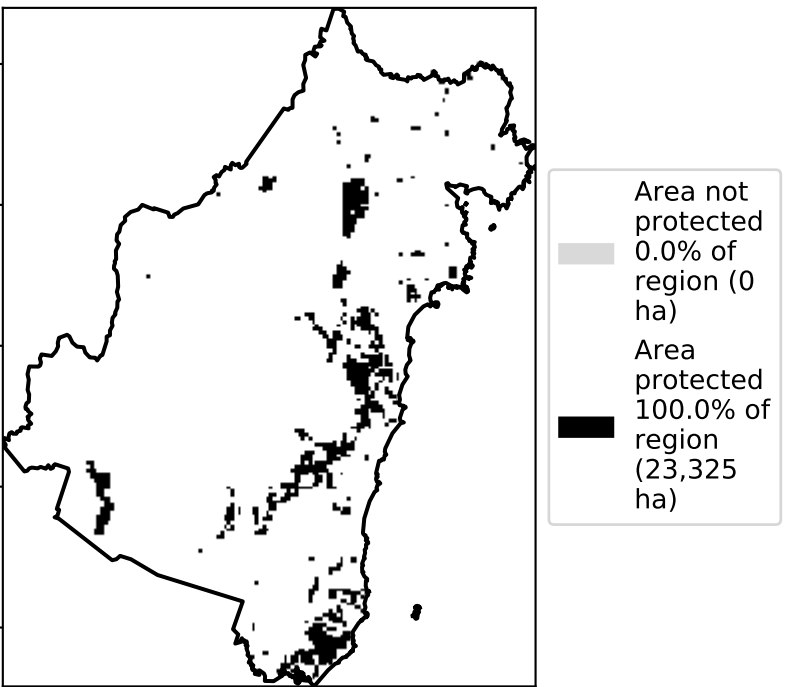 Area not
protected
0.0% of
region (0
ha)
Area
protected
100.0% of
region
(23,325
ha)